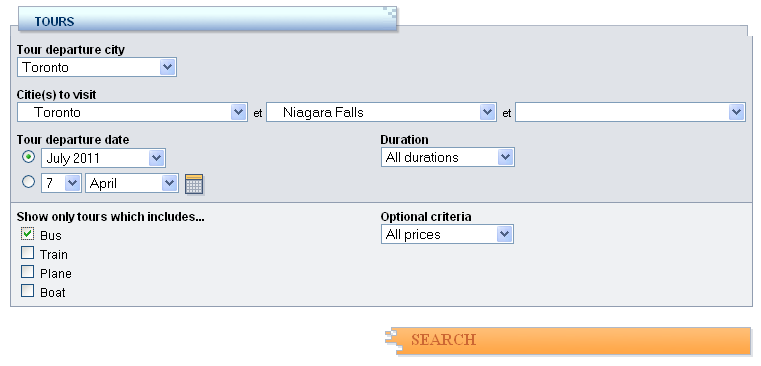 TOURS
Tour departure city
Toronto
Citie(s) to visit
Toronto et Niagara Falls et
Tour departure date Duration
July 2011 All durations
7 April
Show only tours which includes... Optional criteria
Bus All prices
Train
Plane
Boat
SEARCH